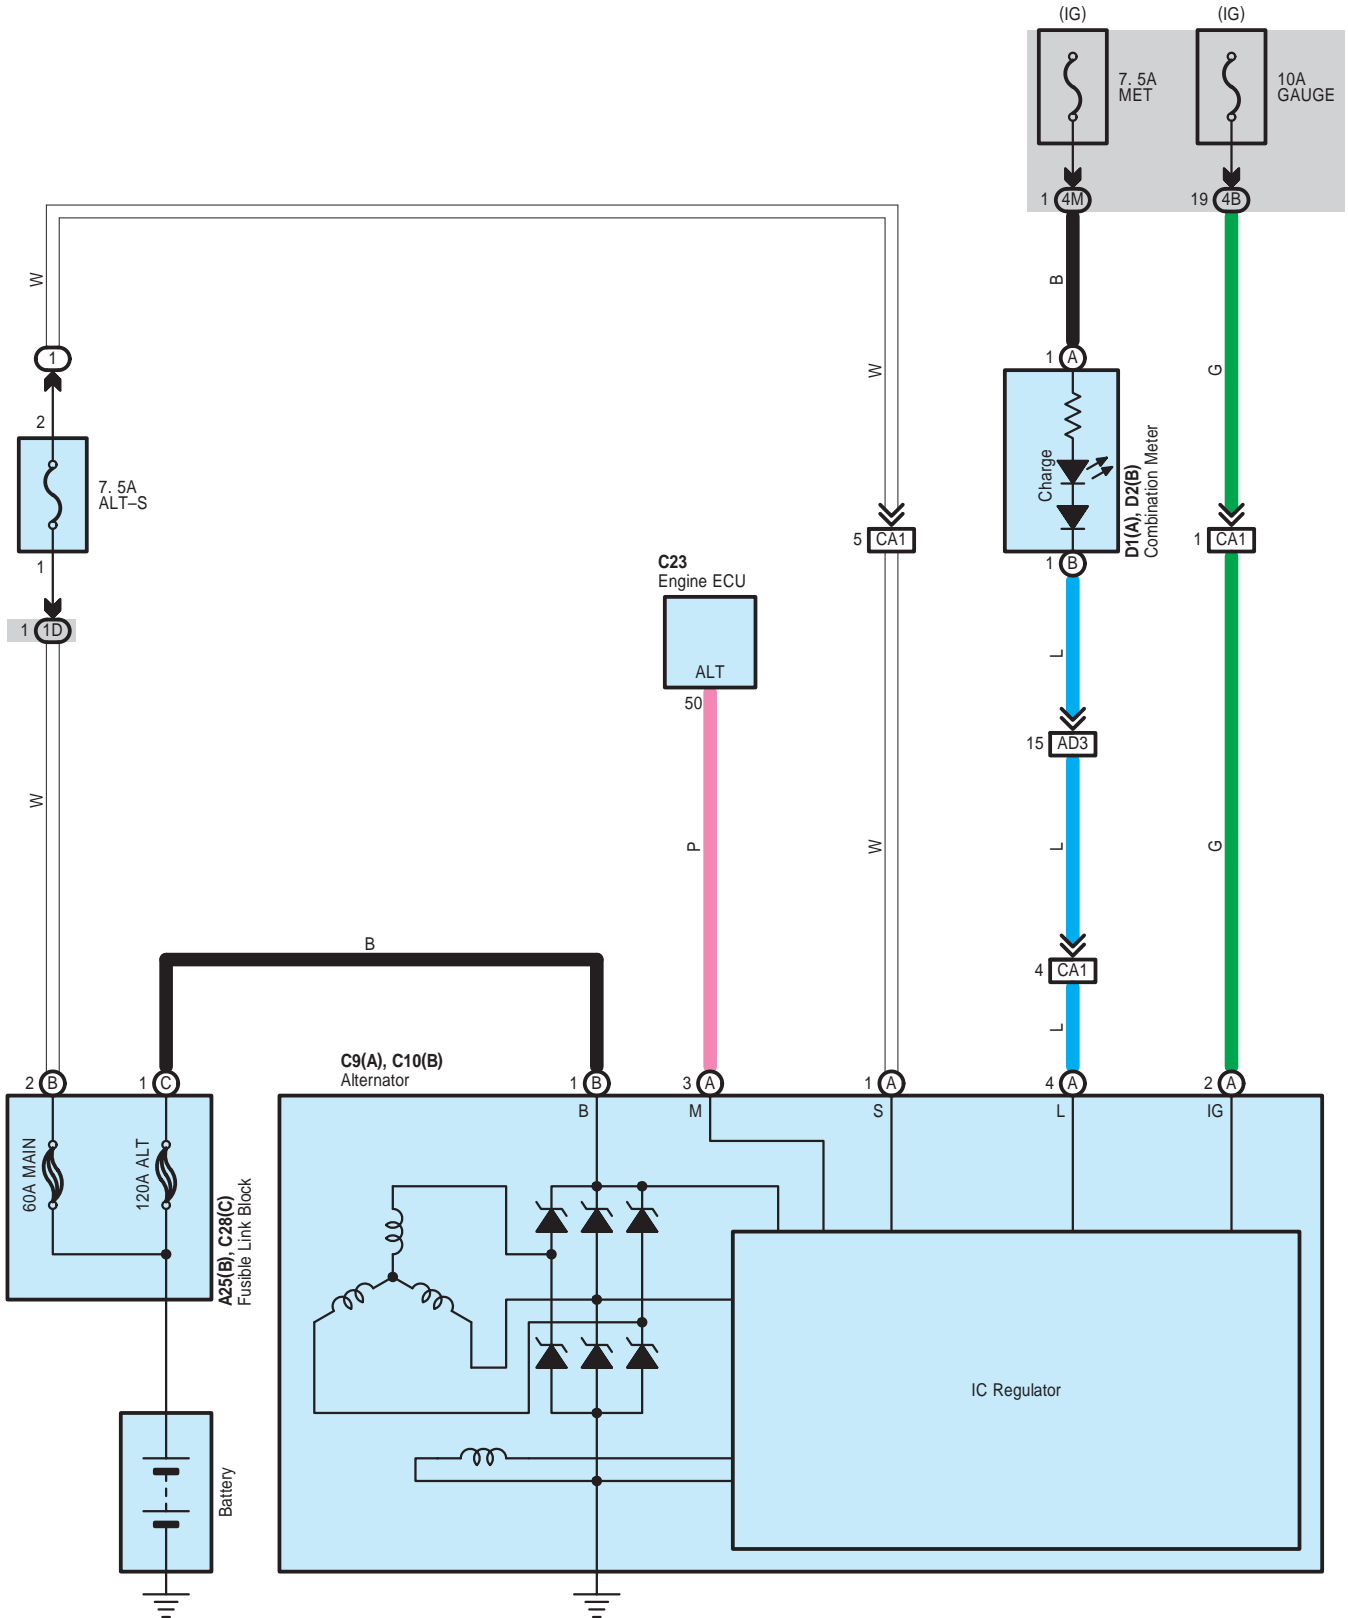 (IG)
(IG)
7. 5A
MET
10A
GAUGE
1 4M
19 4B
W
B
1
1 A
W
G
2
7. 5A
ALT–S
Charge
D1(A), D2(B)
Combination Meter
5 CA1
1 CA1
1
1 B
C23
Engine ECU
1 1D
L
ALT
50
15 AD3
W
P
W
L
G
B
4 CA1
L
C9(A), C10(B)
Alternator
2 B
1 C
1 B
3 A
1 A
4 A
2 A
B
M
S
L
IG
60A MAIN
120A ALT
A25(B), C28(C)
Fusible Link Block
IC Regulator
Battery